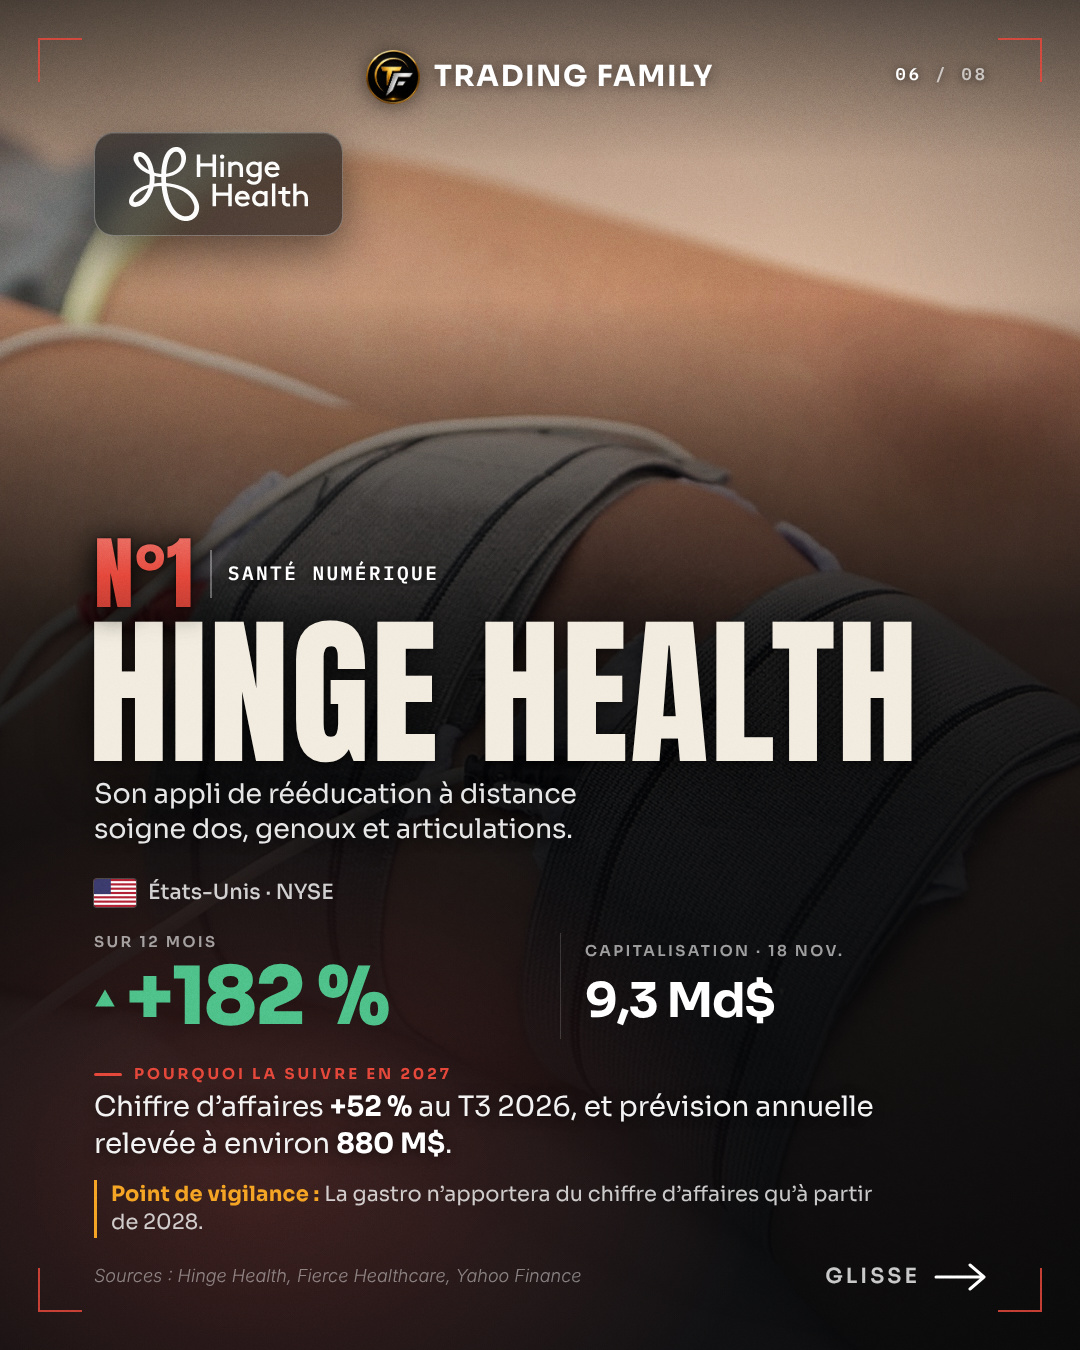 TRADING FAMILY
06 / 08
Hinge
Health
N°1
SANTÉ NUMÉRIQUE
HINGE HEALTH
Son appli de rééducation à distance
soigne dos, genoux et articulations.
États-Unis · NYSE
SUR 12 MOIS
▲ +182 %
CAPITALISATION · 18 NOV.
9,3 Md$
POURQUOI LA SUIVRE EN 2027
Chiffre d’affaires +52 % au T3 2026, et prévision annuelle
relevée à environ 880 M$.
Point de vigilance : La gastro n’apportera du chiffre d’affaires qu’à partir
de 2028.
Sources : Hinge Health, Fierce Healthcare, Yahoo Finance
GLISSE →